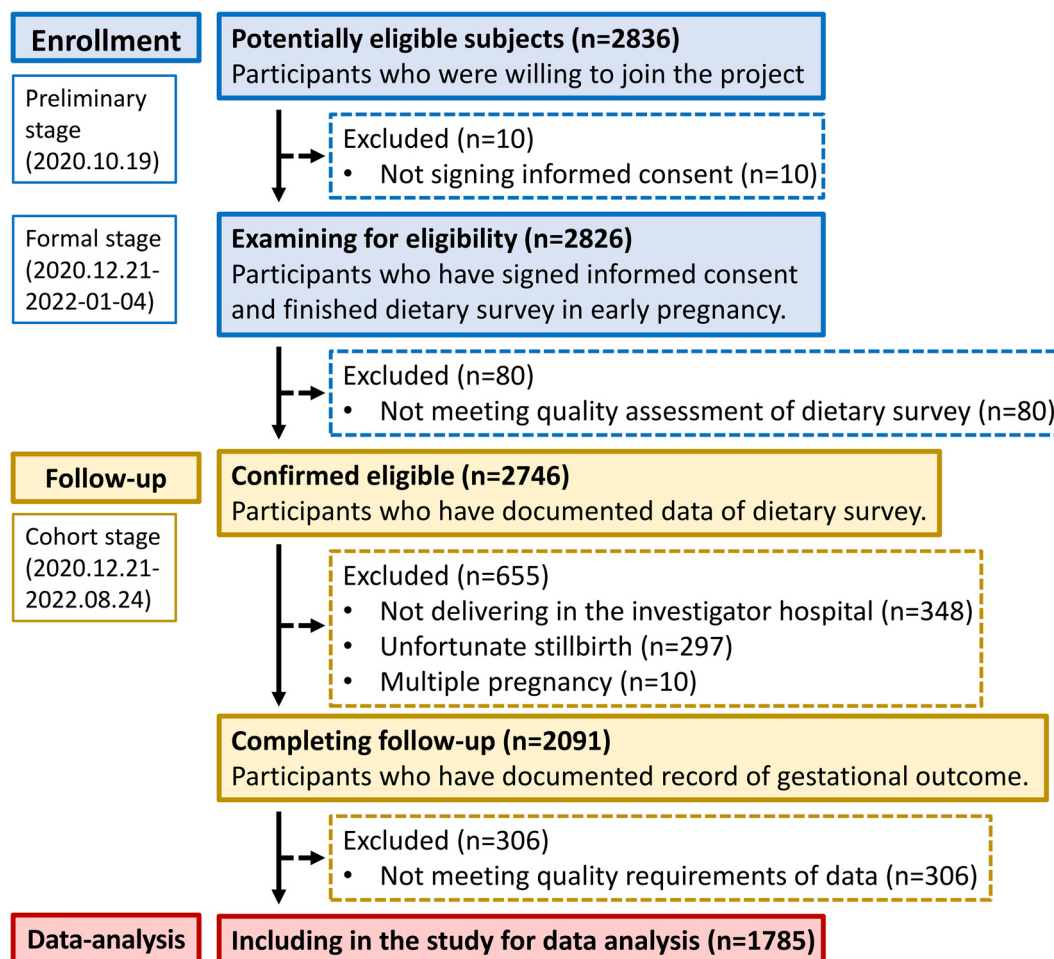 Enrollment
Potentially eligible subjects (n=2836)
Participants who were willing to join the project
Preliminary
stage
(2020.10.19)
Excluded (n=10)
• Not signing informed consent (n=10)
Formal stage
(2020.12.21-
2022-01-04)
Examining for eligibility (n=2826)
Participants who have signed informed consent
and finished dietary survey in early pregnancy.
Excluded (n=80)
• Not meeting quality assessment of dietary survey (n=80)
Follow-up
Confirmed eligible (n=2746)
Participants who have documented data of dietary survey.
Cohort stage
(2020.12.21-
2022.08.24)
Excluded (n=655)
• Not delivering in the investigator hospital (n=348)
• Unfortunate stillbirth (n=297)
• Multiple pregnancy (n=10)
Completing follow-up (n=2091)
Participants who have documented record of gestational outcome.
Excluded (n=306)
• Not meeting quality requirements of data (n=306)
Data-analysis
Including in the study for data analysis (n=1785)